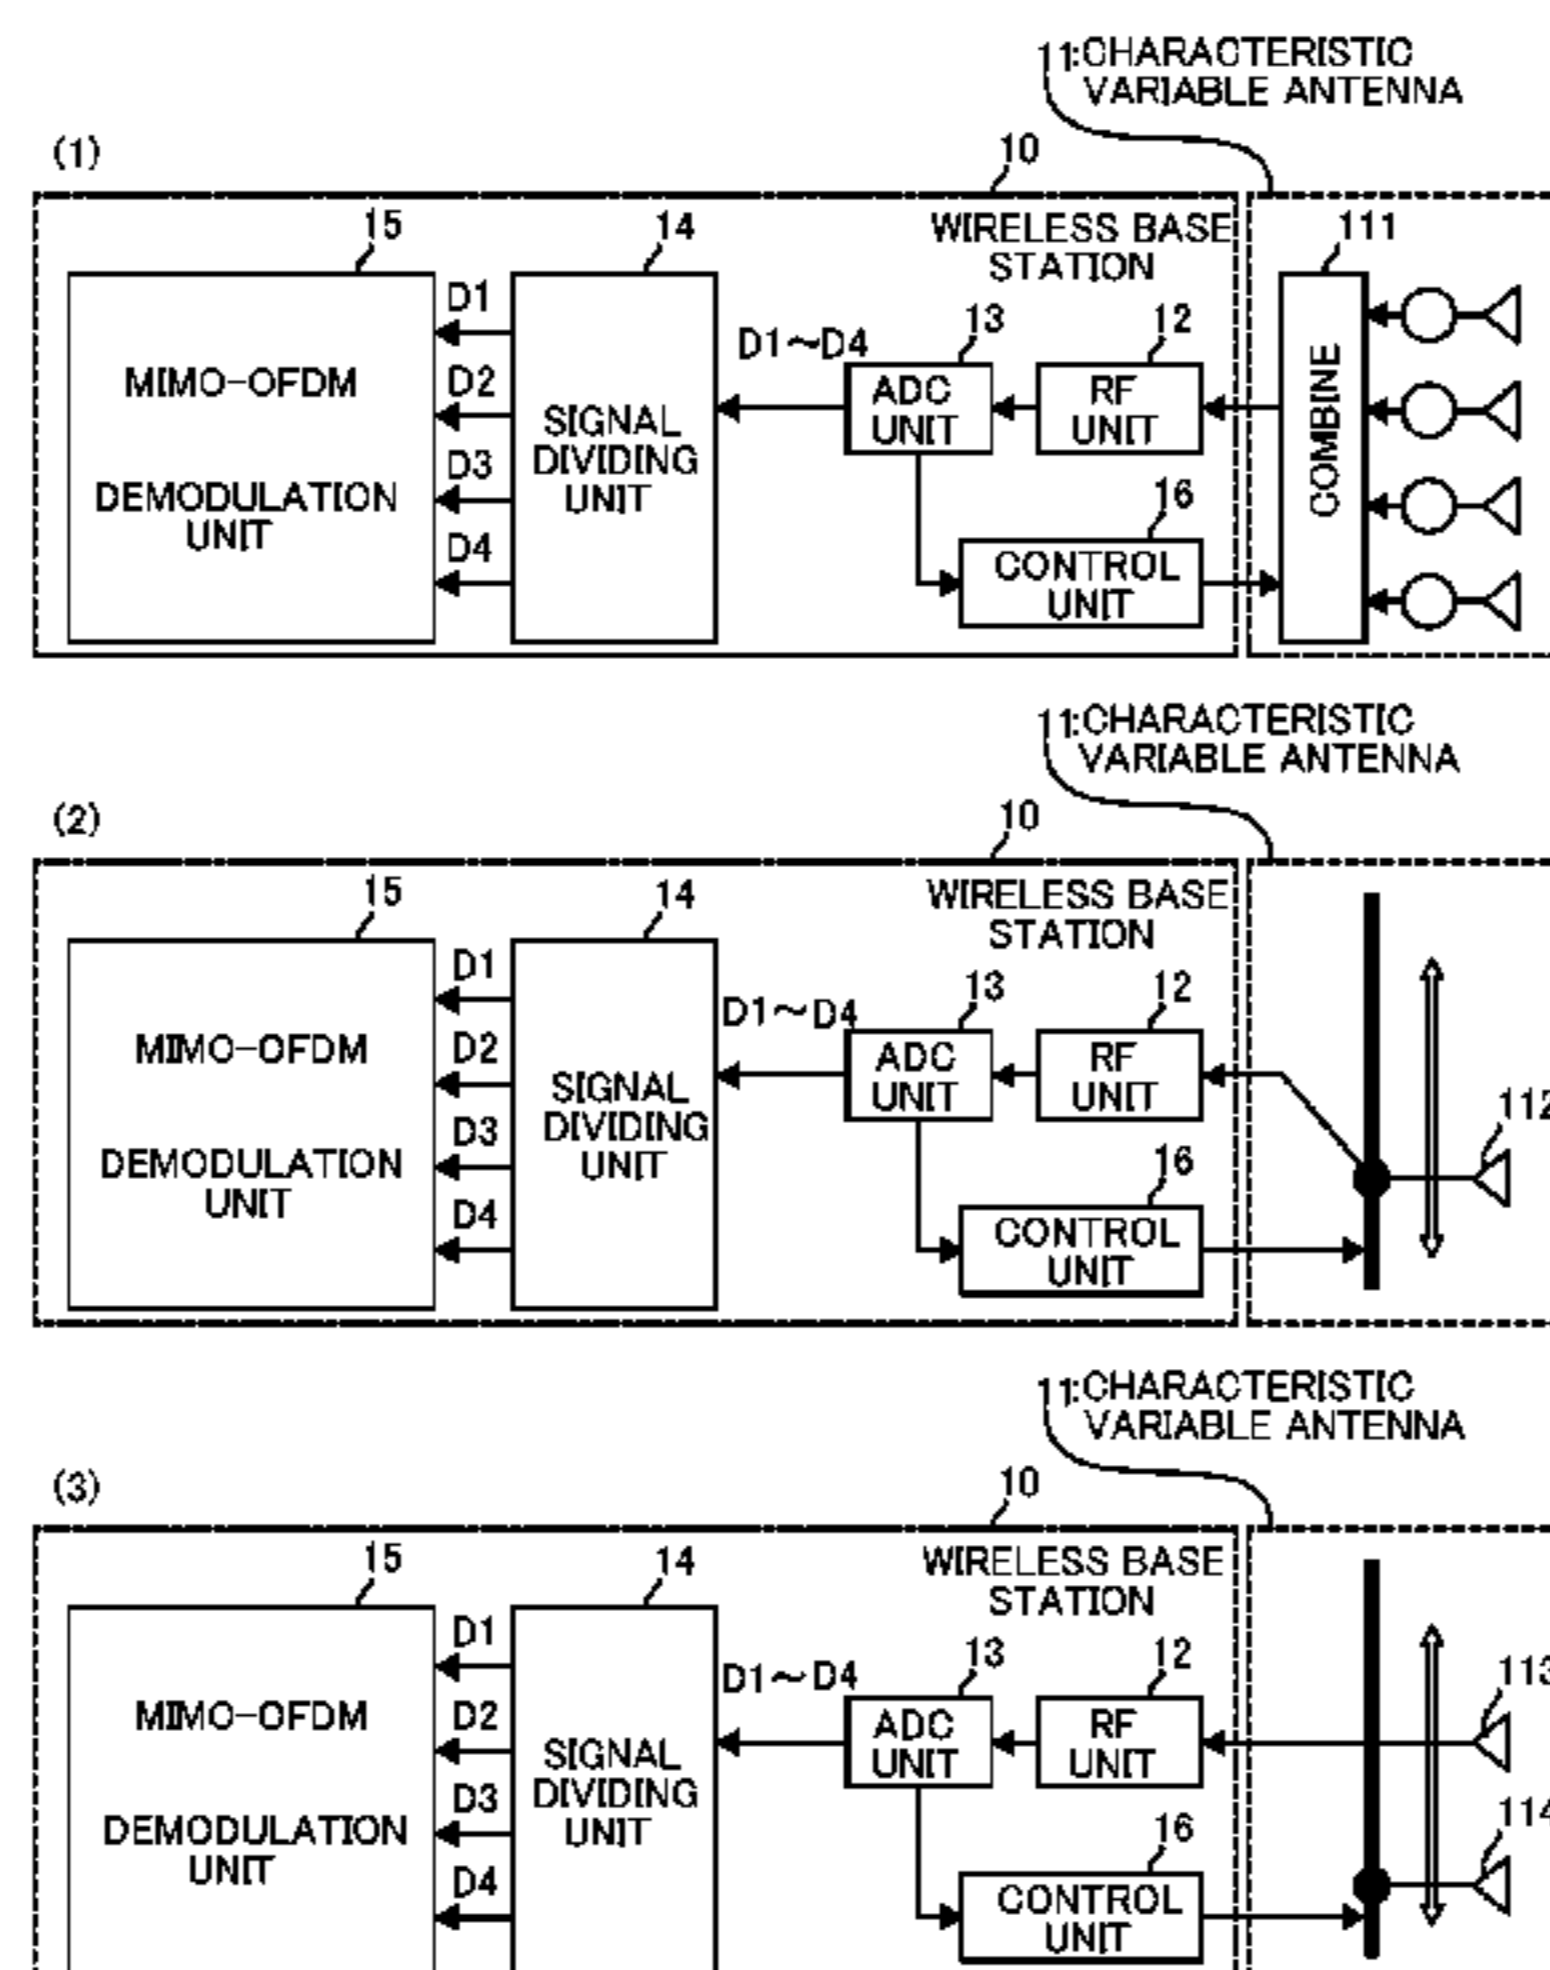 11:CHARACTERISTIC
VARIABLE ANTENNA
(1)
10
15
14
WIRELESS BASE
STATION
111
D1
D2
D3
D4
MIMO-OFDM
DEMODULATION
UNIT
SIGNAL
DIVIDING
UNIT
D1~D4
13
12
ADC
UNIT
RF
UNIT
16
CONTROL
UNIT
COMBINE
11:CHARACTERISTIC
VARIABLE ANTENNA
(2)
10
15
14
WIRELESS BASE
STATION
D1
D2
D3
D4
MIMO-OFDM
DEMODULATION
UNIT
SIGNAL
DIVIDING
UNIT
D1~D4
13
12
ADC
UNIT
RF
UNIT
112
16
CONTROL
UNIT
11:CHARACTERISTIC
VARIABLE ANTENNA
(3)
10
15
14
WIRELESS BASE
STATION
D1
D2
D3
D4
MIMO-OFDM
DEMODULATION
UNIT
SIGNAL
DIVIDING
UNIT
D1~D4
13
12
ADC
UNIT
RF
UNIT
113
114
16
CONTROL
UNIT